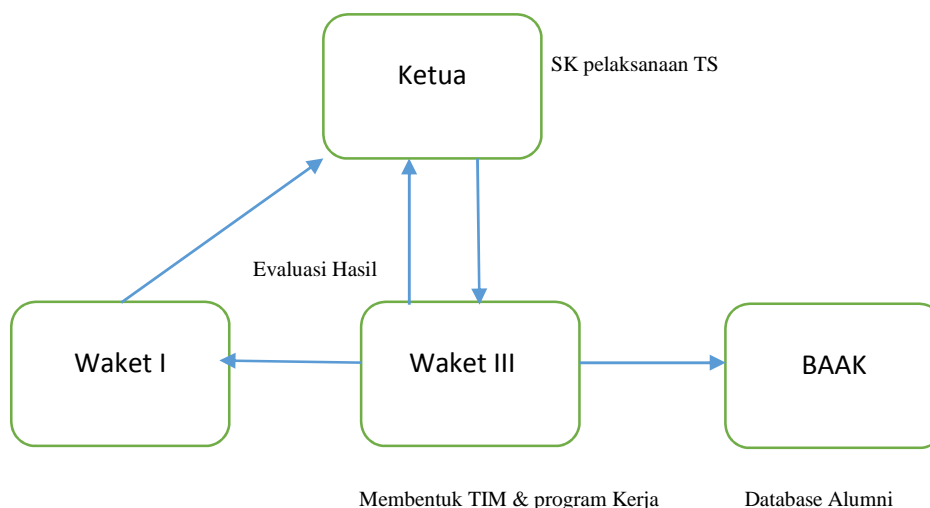 Ketua
SK pelaksanaan TS
Evaluasi Hasil
Waket I
Waket III
BAAK
Membentuk TIM & program Kerja
Database Alumni